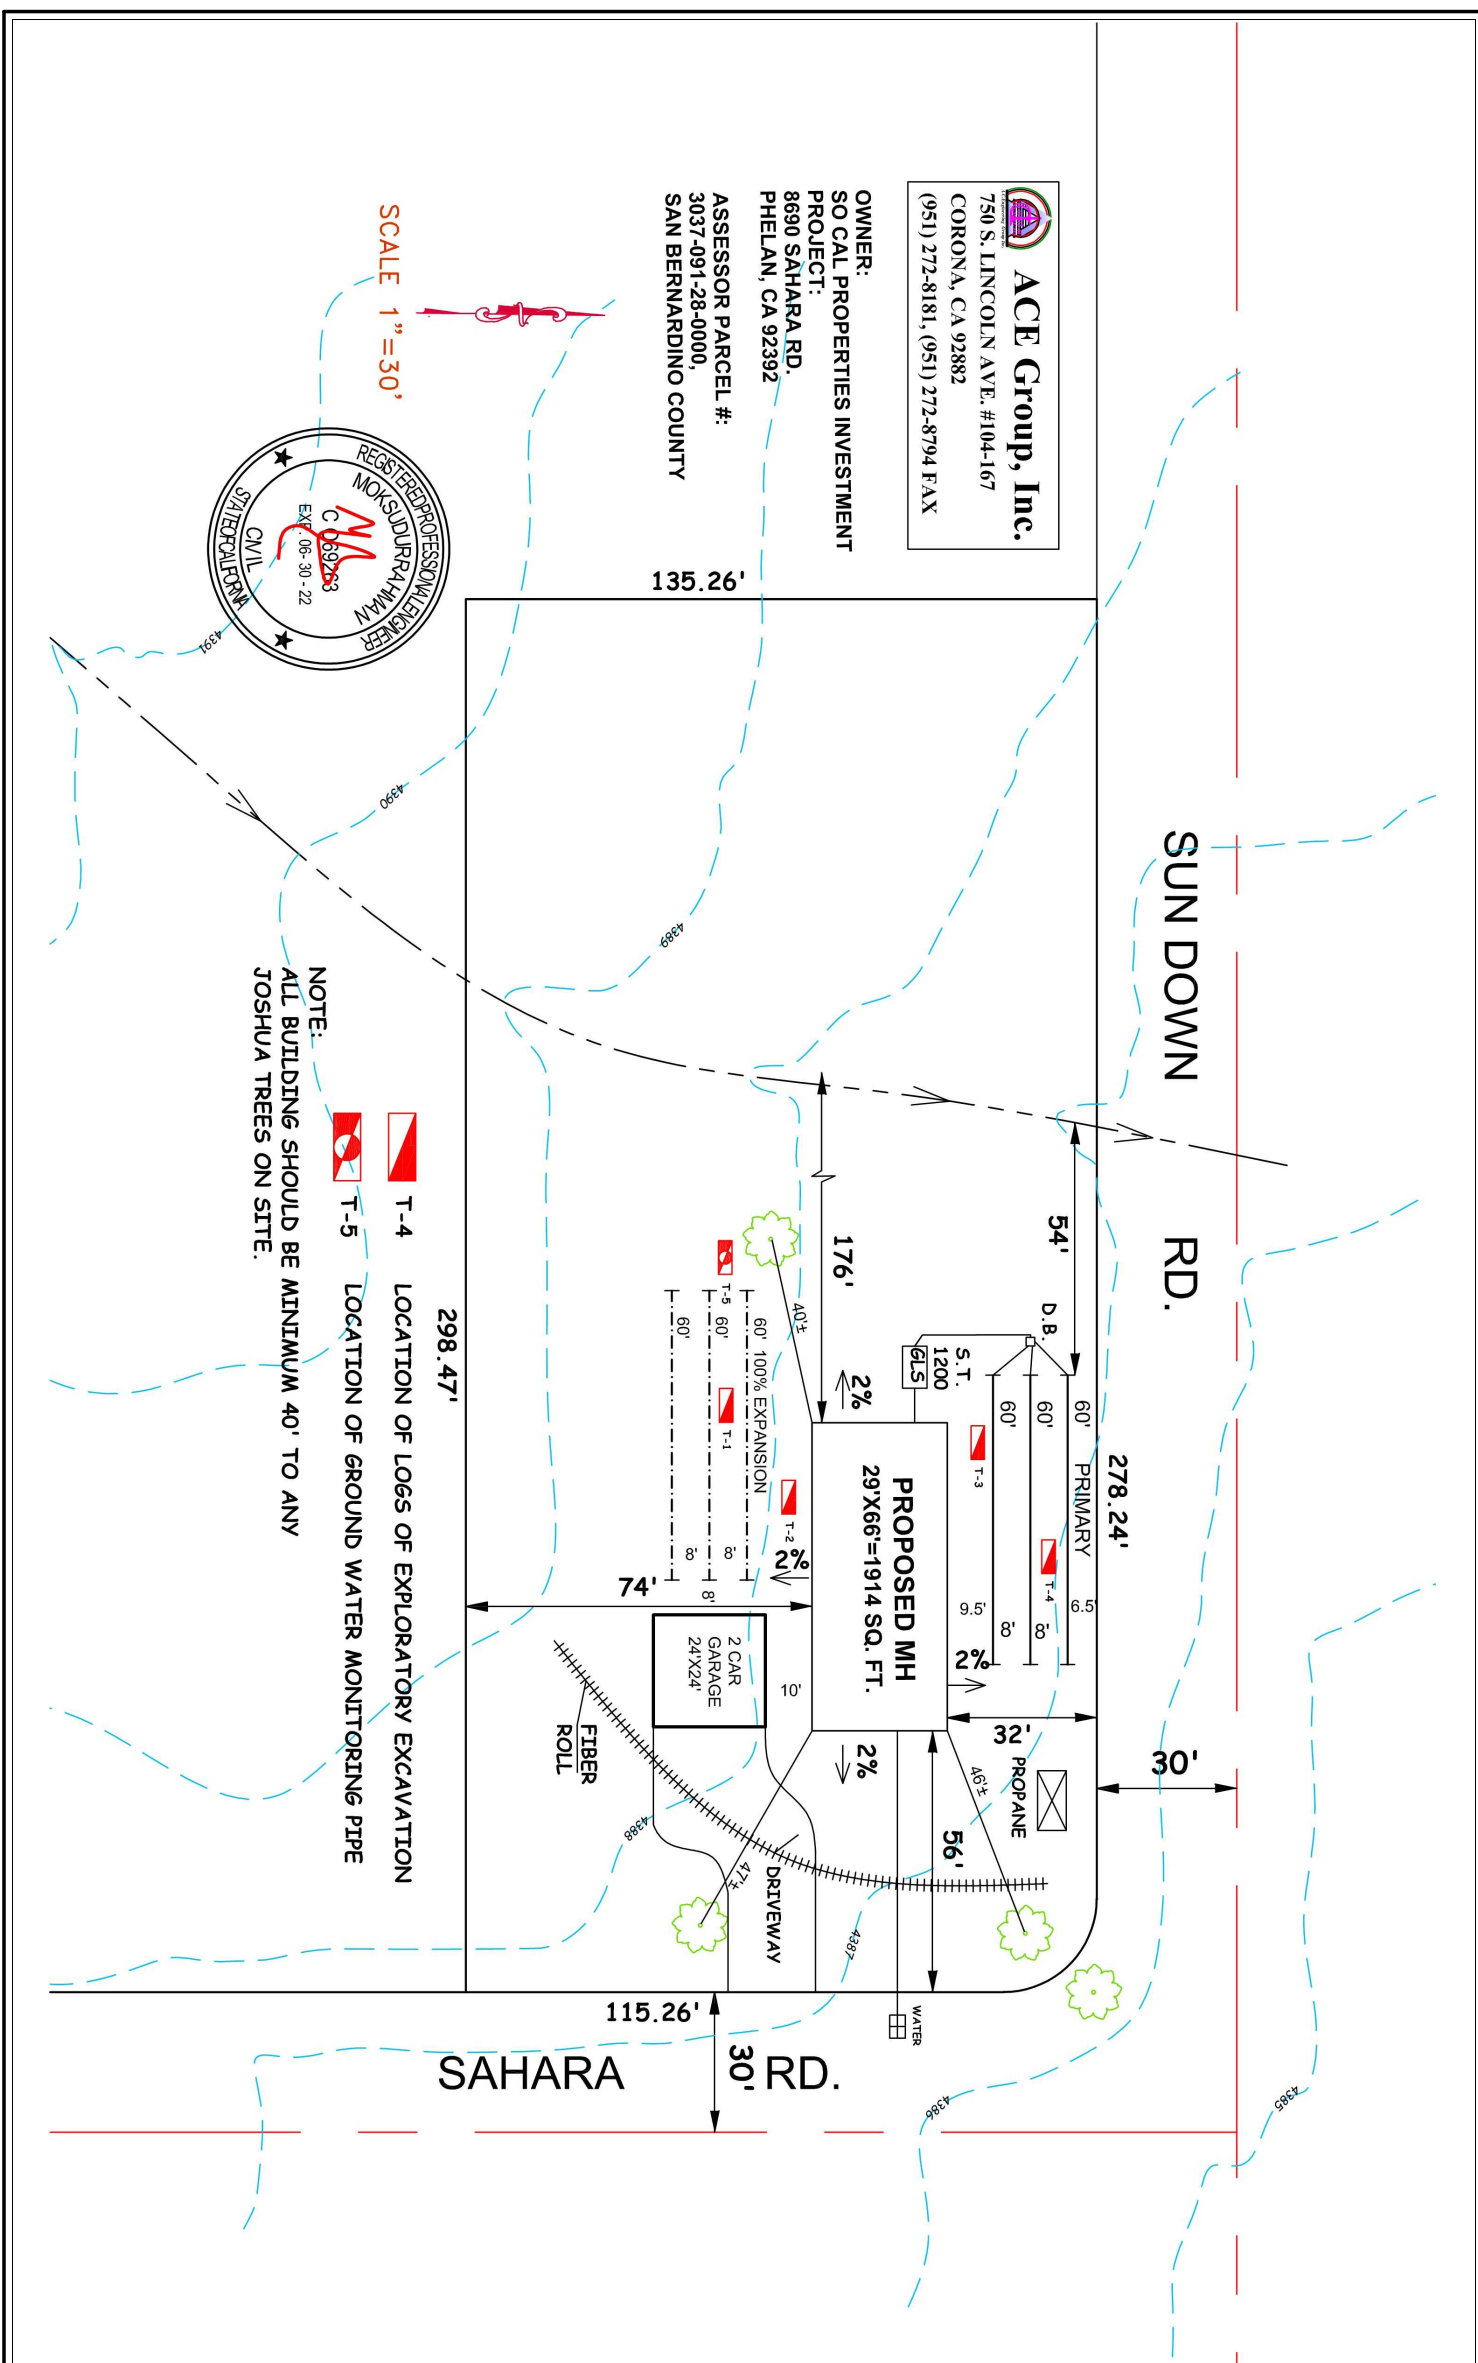 SUN DOWN RD.
ACE Group, Inc.
750 S. LINCOLN AVE. #104-167
CORONA, CA 92882
(951) 272-8181, (951) 272-8794 FAX
OWNER:
SO CAL PROPERTIES INVESTMENT
PROJECT:
8690 SAHARA RD.
PHELAN, CA 92392
ASSESSOR PARCEL #:
3037-091-28-0000,
SAN BERNARDINO COUNTY
SCALE 1"=30'
REGISTERED PROFESSIONAL ENGINEER
MOKSUDUR RAHMAN
C 069263
EXP. 06-30-22
CIVIL
STATE OF CALIFORNIA
135.26'
278.24'
30'
54'
D.B.
S.T.
1200
GLS
60' PRIMARY
60'
60'
T-3
T-4
6.5'
8'
8'
9.5'
2%
32'
PROPANE
46'±
176'
2%
PROPOSED MH
29'X66'=1914 SQ. FT.
2%
56'
40'±
60' 100% EXPANSION
60'
60'
T-5
T-1
T-2
8'
8'
8'
2%
74'
10'
2 CAR
GARAGE
24'X24'
FIBER
ROLL
DRIVEWAY
47'±
WATER
115.26'
30'
SAHARA RD.
298.47'
T-4 LOCATION OF LOGS OF EXPLORATORY EXCAVATION
T-5 LOCATION OF GROUND WATER MONITORING PIPE
NOTE:
ALL BUILDING SHOULD BE MINIMUM 40' TO ANY
JOSHUA TREES ON SITE.
4391
4390
4389
4388
4387
4386
4385